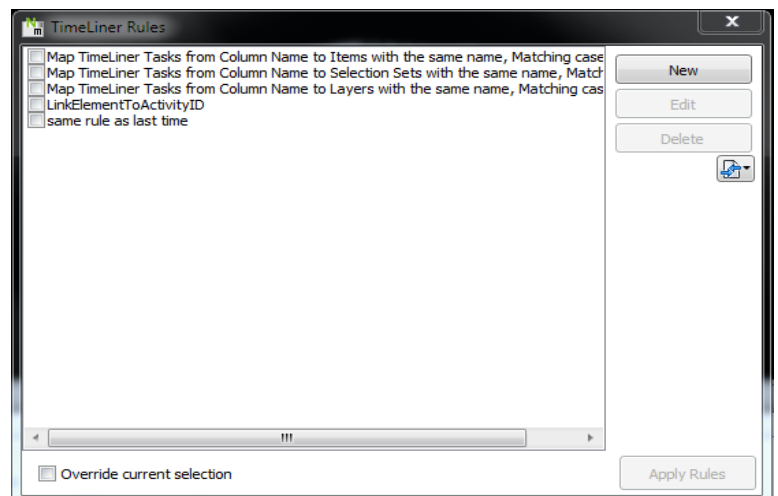 TimeLiner Rules
Map TimeLiner Tasks from Column Name to Items with the same name, Matching case
Map TimeLiner Tasks from Column Name to Selection Sets with the same name, Match
Map TimeLiner Tasks from Column Name to Layers with the same name, Matching cas
LinkElementToActivityID
same rule as last time
New
Edit
Delete
Override current selection
Apply Rules